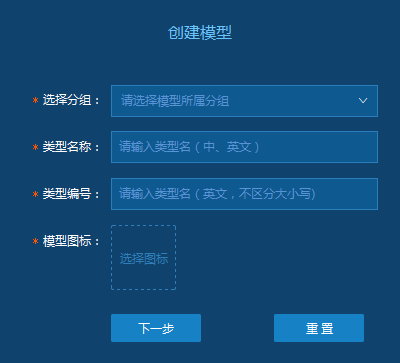 创建模型
* 选择分组： 请选择模型所属分组
* 类型名称： 请输入类型名（中、英文）
* 类型编号： 请输入类型名（英文，不区分大小写)
* 模型图标： 选择图标
下一步 重 置